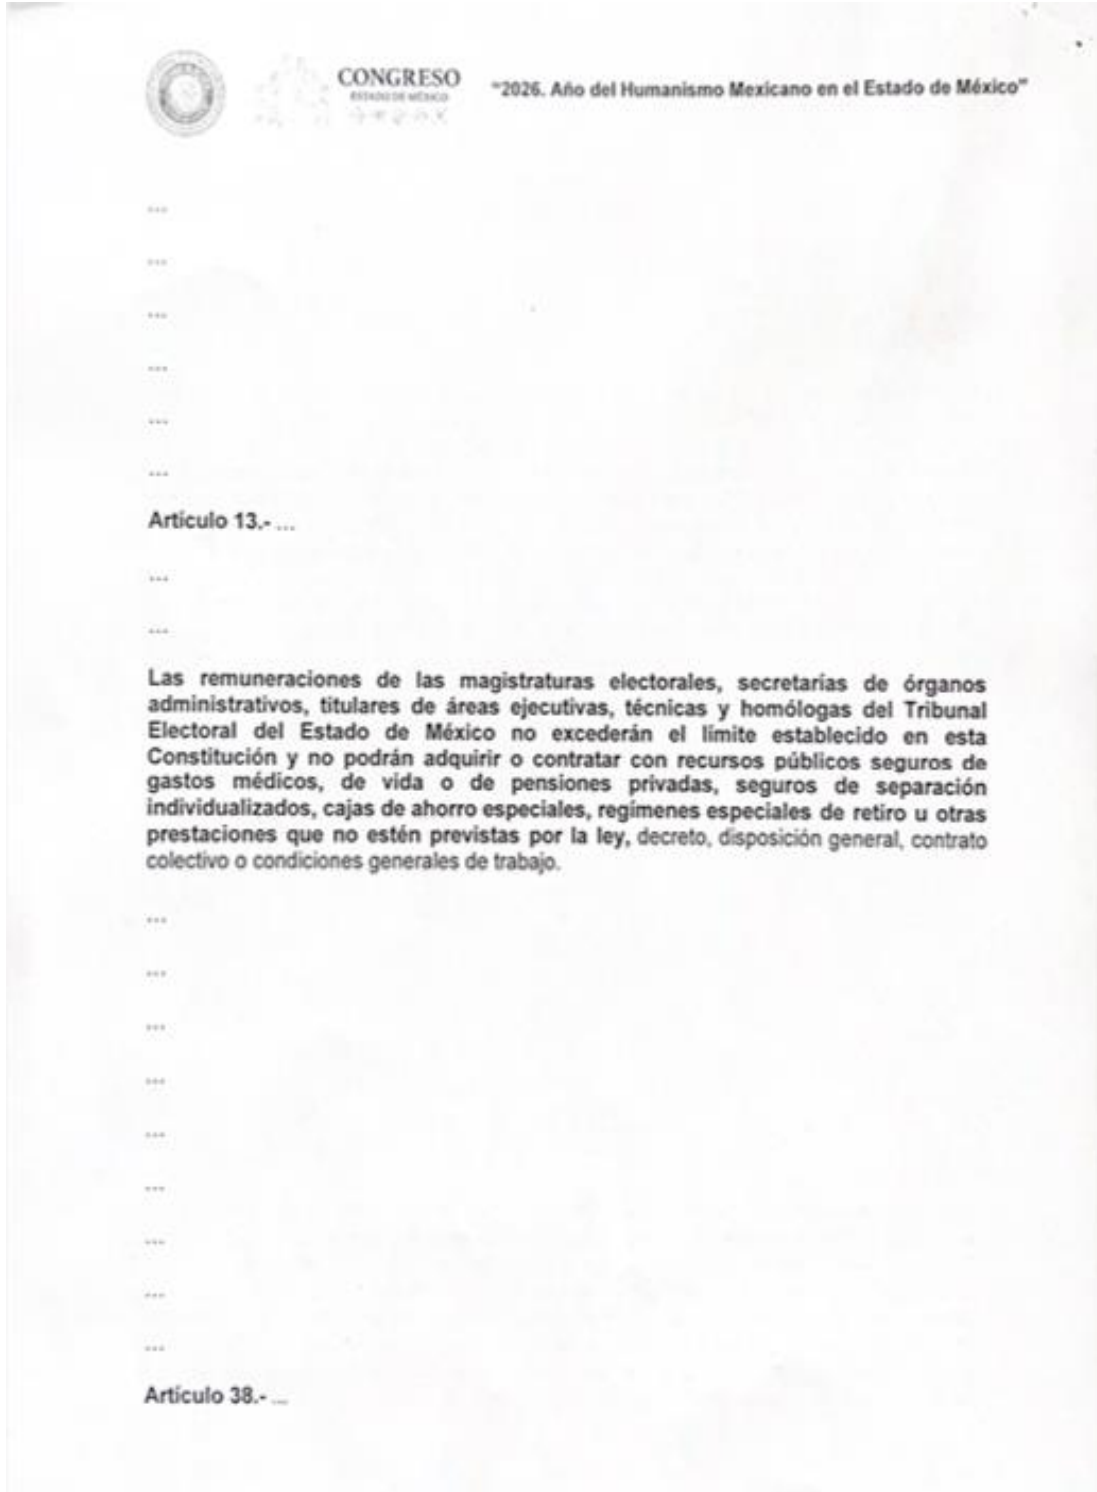 CONGRESO
ESTADO DE MÉXICO
"2026. Año del Humanismo Mexicano en el Estado de México"
...
...
...
...
...
...
Artículo 13.- ...
...
...
Las remuneraciones de las magistraturas electorales, secretarías de órganos
administrativos, titulares de áreas ejecutivas, técnicas y homólogas del Tribunal
Electoral del Estado de México no excederán el límite establecido en esta
Constitución y no podrán adquirir o contratar con recursos públicos seguros de
gastos médicos, de vida o de pensiones privadas, seguros de separación
individualizados, cajas de ahorro especiales, regímenes especiales de retiro u otras
prestaciones que no estén previstas por la ley, decreto, disposición general, contrato
colectivo o condiciones generales de trabajo.
...
...
...
...
...
...
...
...
...
Artículo 38.- ...